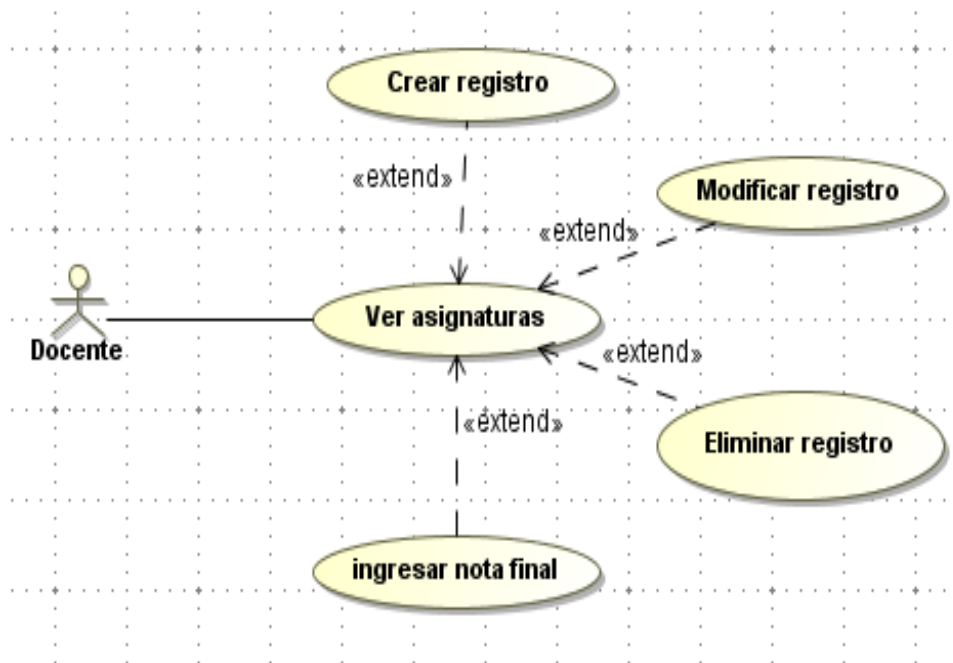 Crear registro
«extend»
Modificar registro
«extend»
Ver asignaturas
Docente
«extend»
«extend»
Eliminar registro
ingresar nota final